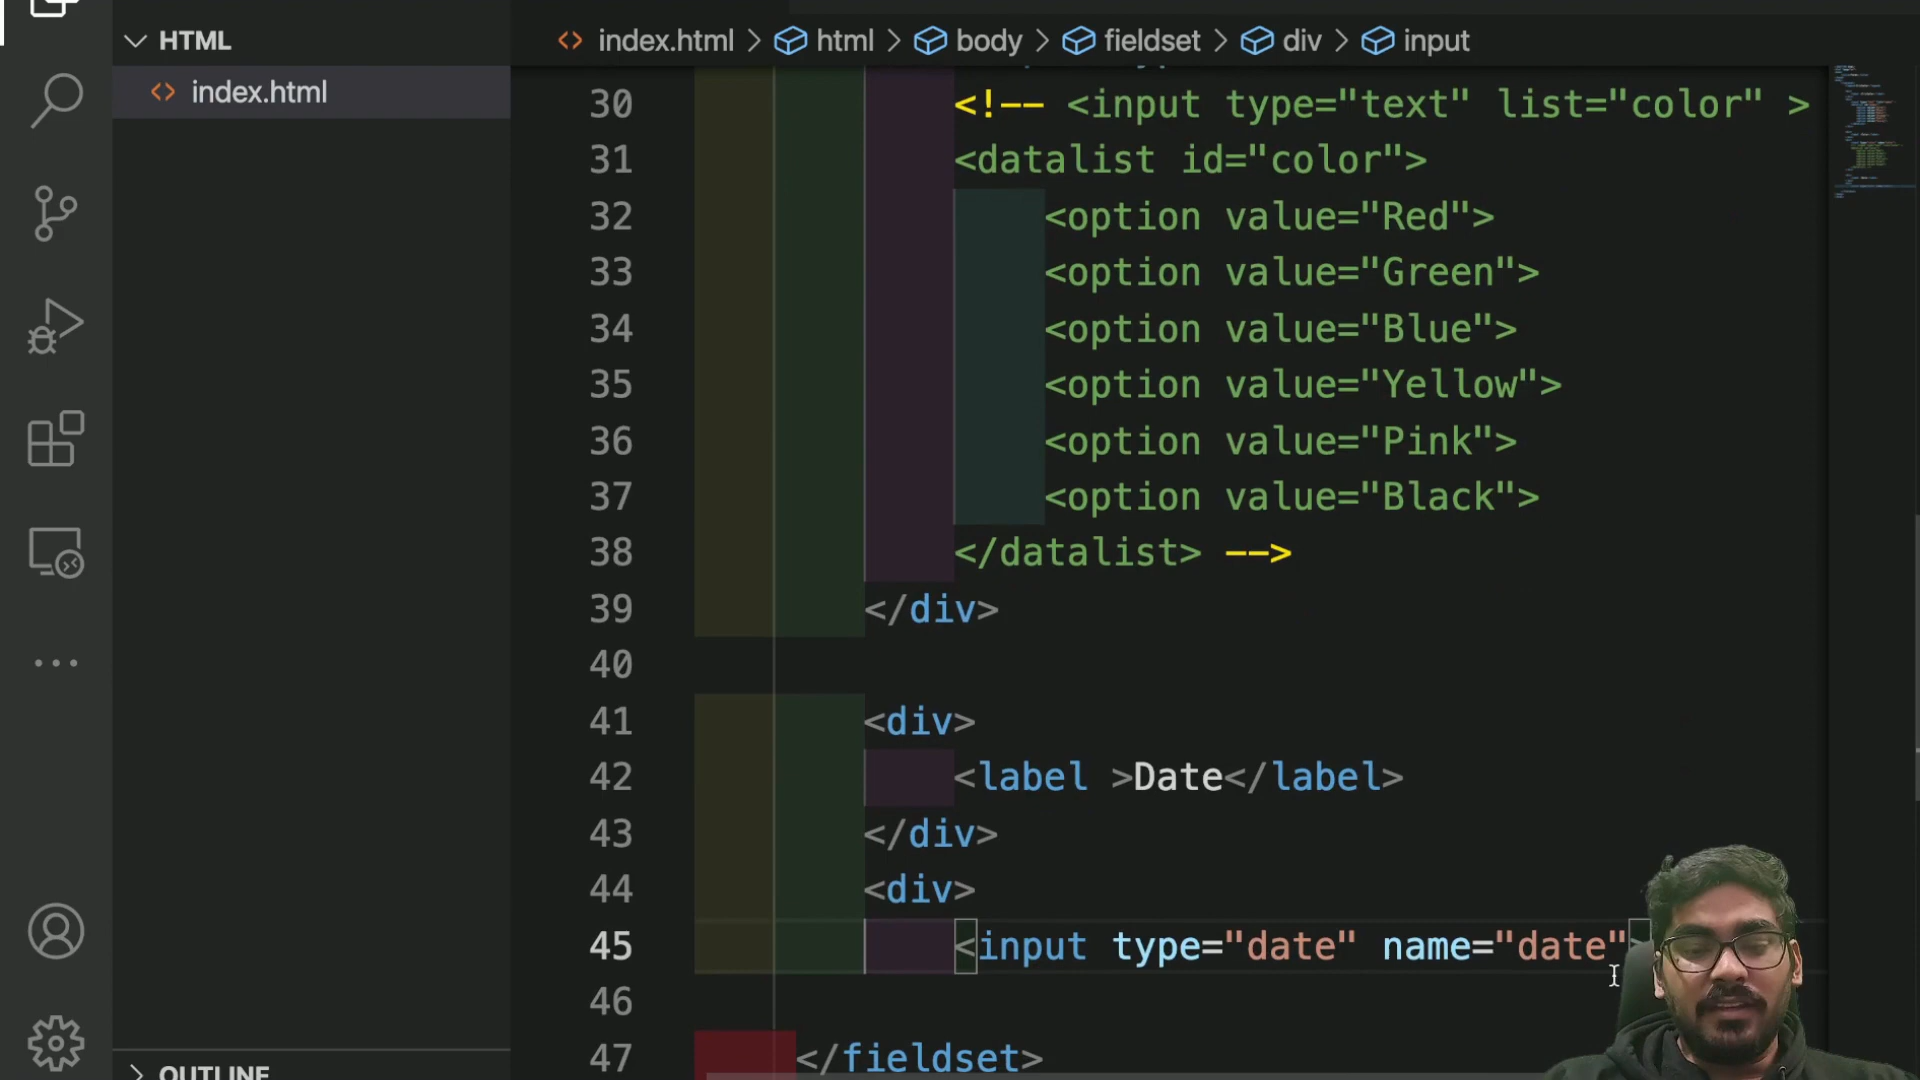 HTML
index.html
index.html > html > body > fieldset > div > input
30 <!-- <input type="text" list="color" >
31 <datalist id="color">
32 <option value="Red">
33 <option value="Green">
34 <option value="Blue">
35 <option value="Yellow">
36 <option value="Pink">
37 <option value="Black">
38 </datalist> -->
39 </div>
40
41 <div>
42 <label >Date</label>
43 </div>
44 <div>
45 <input type="date" name="date">
46
47 </fieldset>
OUTLINE